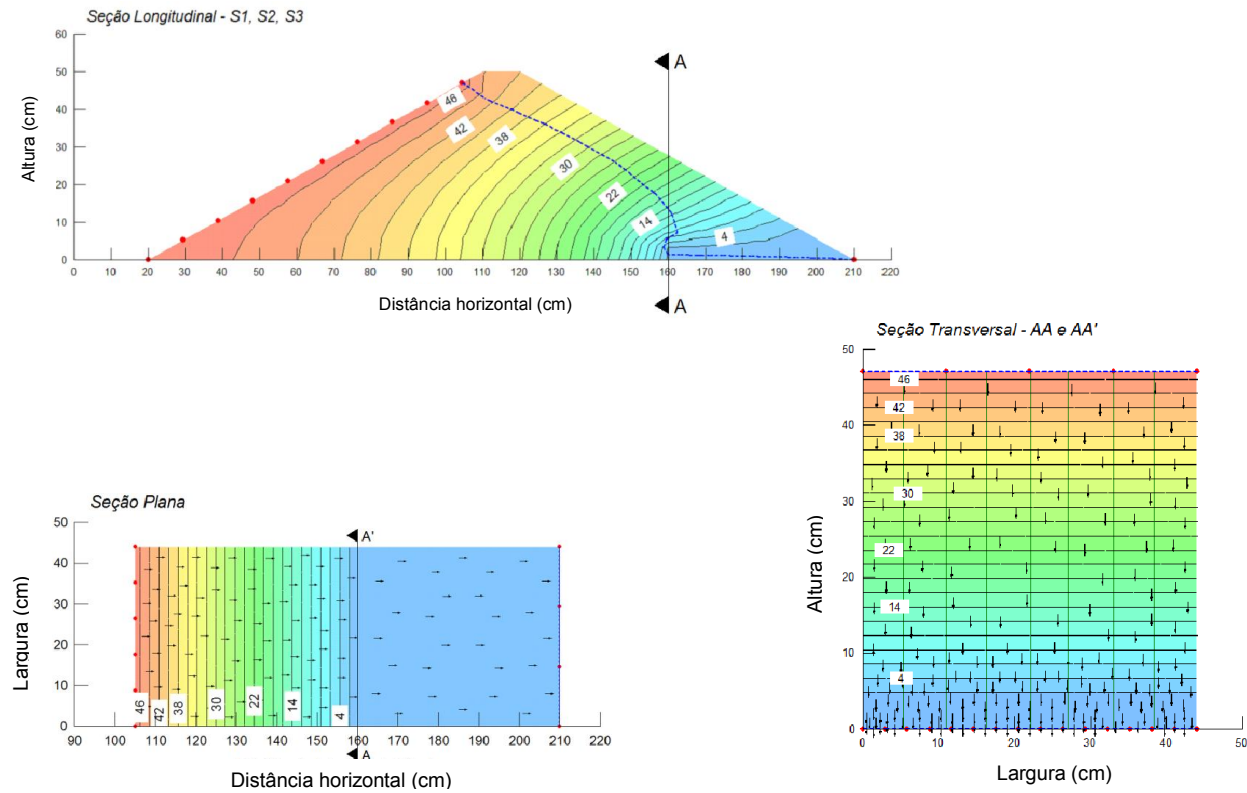 Seção Longitudinal - S1, S2, S3
60
50
40
30
20
10
0
Altura (cm)
46
42
38
30
22
14
4
A
A
0 10 20 30 40 50 60 70 80 90 100 110 120 130 140 150 160 170 180 190 200 210 220
Distância horizontal (cm)
Seção Transversal - AA e AA'
50
40
30
20
10
0
Altura (cm)
46
42
38
30
22
14
4
0 10 20 30 40 50
Largura (cm)
Seção Plana
50
40
30
20
10
0
Largura (cm)
A'
46
42
38
30
22
14
4
A
90 100 110 120 130 140 150 160 170 180 190 200 210 220
Distância horizontal (cm)